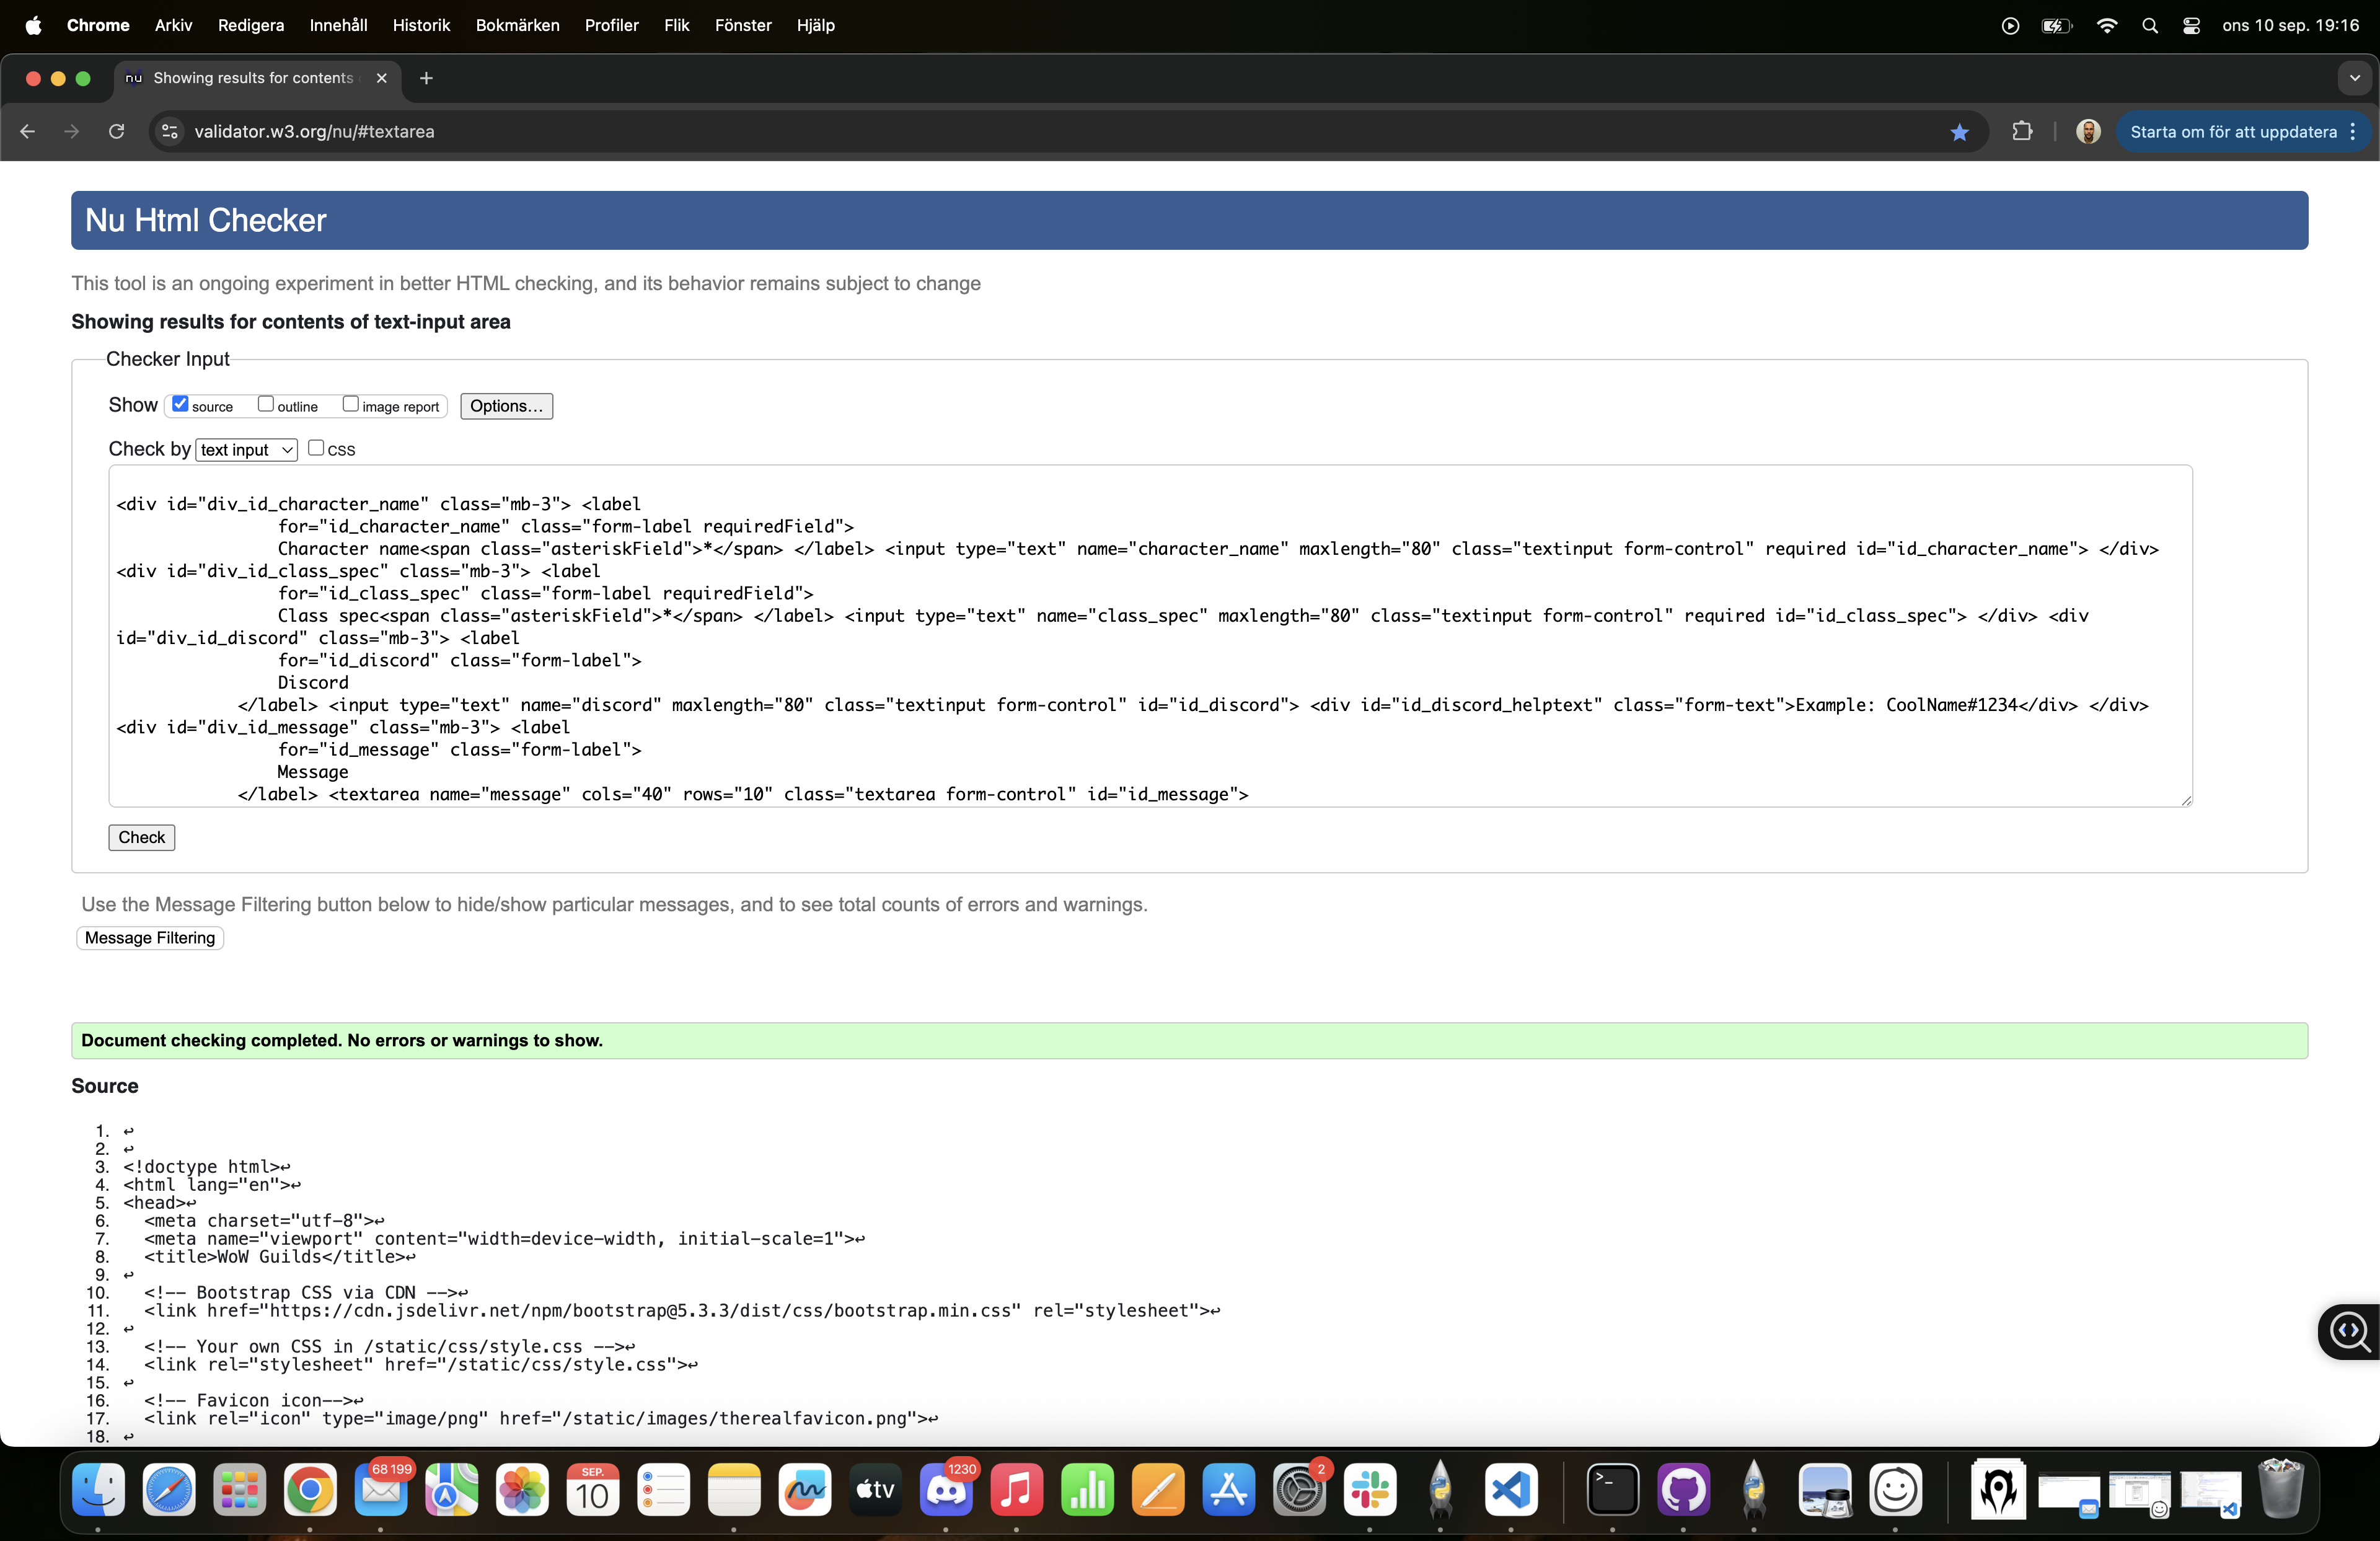 Chrome Arkiv Redigera Innehåll Historik Bokmärken Profiler Flik Fönster Hjälp ons 10 sep. 19:16
nu Showing results for contents
validator.w3.org/nu/#textarea Starta om för att uppdatera
Nu Html Checker
This tool is an ongoing experiment in better HTML checking, and its behavior remains subject to change
Showing results for contents of text-input area
Checker Input
Show source outline image report Options...
Check by text input CSS
<div id="div_id_character_name" class="mb-3"> <label
for="id_character_name" class="form-label requiredField">
Character name<span class="asteriskField">*</span> </label> <input type="text" name="character_name" maxlength="80" class="textinput form-control" required id="id_character_name"> </div>
<div id="div_id_class_spec" class="mb-3"> <label
for="id_class_spec" class="form-label requiredField">
Class spec<span class="asteriskField">*</span> </label> <input type="text" name="class_spec" maxlength="80" class="textinput form-control" required id="id_class_spec"> </div> <div
id="div_id_discord" class="mb-3"> <label
for="id_discord" class="form-label">
Discord
</label> <input type="text" name="discord" maxlength="80" class="textinput form-control" id="id_discord"> <div id="id_discord_helptext" class="form-text">Example: CoolName#1234</div> </div>
<div id="div_id_message" class="mb-3"> <label
for="id_message" class="form-label">
Message
</label> <textarea name="message" cols="40" rows="10" class="textarea form-control" id="id_message">
Check
Use the Message Filtering button below to hide/show particular messages, and to see total counts of errors and warnings.
Message Filtering
Document checking completed. No errors or warnings to show.
Source
1. ↩
2. ↩
3. <!doctype html>↩
4. <html lang="en">↩
5. <head>↩
6. <meta charset="utf-8">↩
7. <meta name="viewport" content="width=device-width, initial-scale=1">↩
8. <title>WoW Guilds</title>↩
9. ↩
10. <!-- Bootstrap CSS via CDN -->↩
11. <link href="https://cdn.jsdelivr.net/npm/bootstrap@5.3.3/dist/css/bootstrap.min.css" rel="stylesheet">↩
12. ↩
13. <!-- Your own CSS in /static/css/style.css -->↩
14. <link rel="stylesheet" href="/static/css/style.css">↩
15. ↩
16. <!-- Favicon icon-->↩
17. <link rel="icon" type="image/png" href="/static/images/therealfavicon.png">↩
18. ↩
68 199 SEP. 10 tv 1230 2